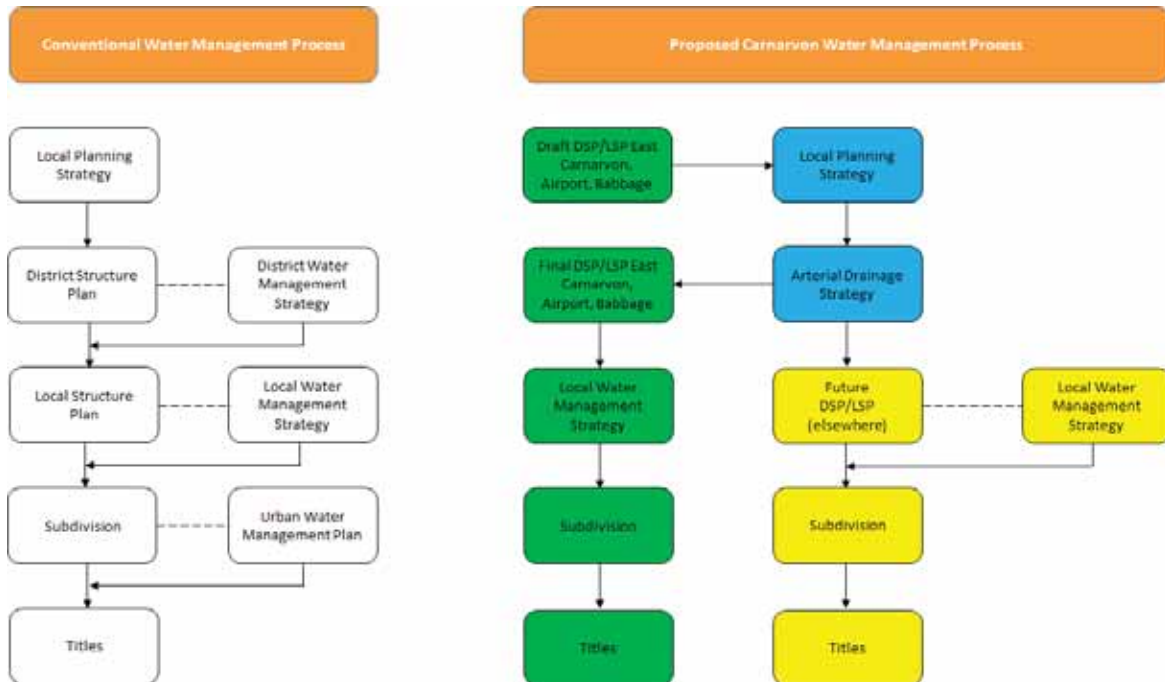 Conventional Water Management Process
Local Planning
Strategy
District Structure
Plan
District Water
Management
Strategy
Local Structure
Plan
Local Water
Management
Strategy
Subdivision
Urban Water
Management Plan
Titles
Proposed Carnarvon Water Management Process
Draft DSP/LSP East
Carnarvon,
Airport, Babbage
Local Planning
Strategy
Final DSP/LSP East
Carnarvon,
Airport, Babbage
Arterial Drainage
Strategy
Local Water
Management
Strategy
Future
DSP/LSP
(elsewhere)
Local Water
Management
Strategy
Subdivision
Subdivision
Titles
Titles